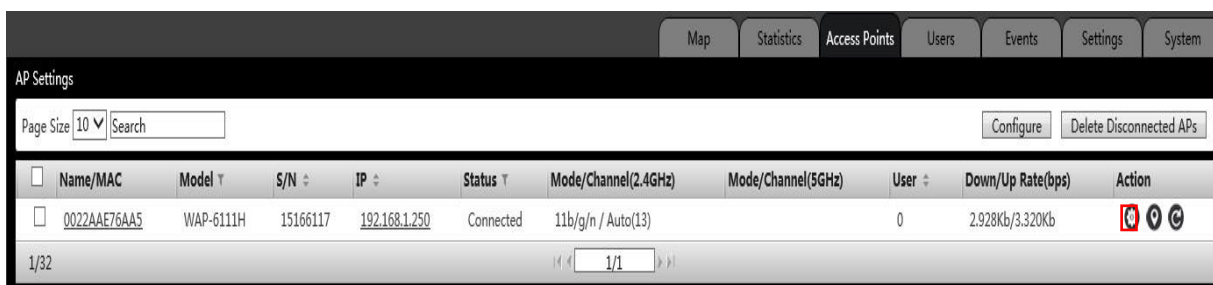 Map Statistics Access Points Users Events Settings System
AP Settings
Page Size 10 Search Configure Delete Disconnected APs
Name/MAC Model S/N IP Status Mode/Channel(2.4GHz) Mode/Channel(5GHz) User Down/Up Rate(bps) Action
0022AAE76AA5 WAP-6111H 15166117 192.168.1.250 Connected 11b/g/n / Auto(13) 0 2.928Kb/3.320Kb
1/32 1/1